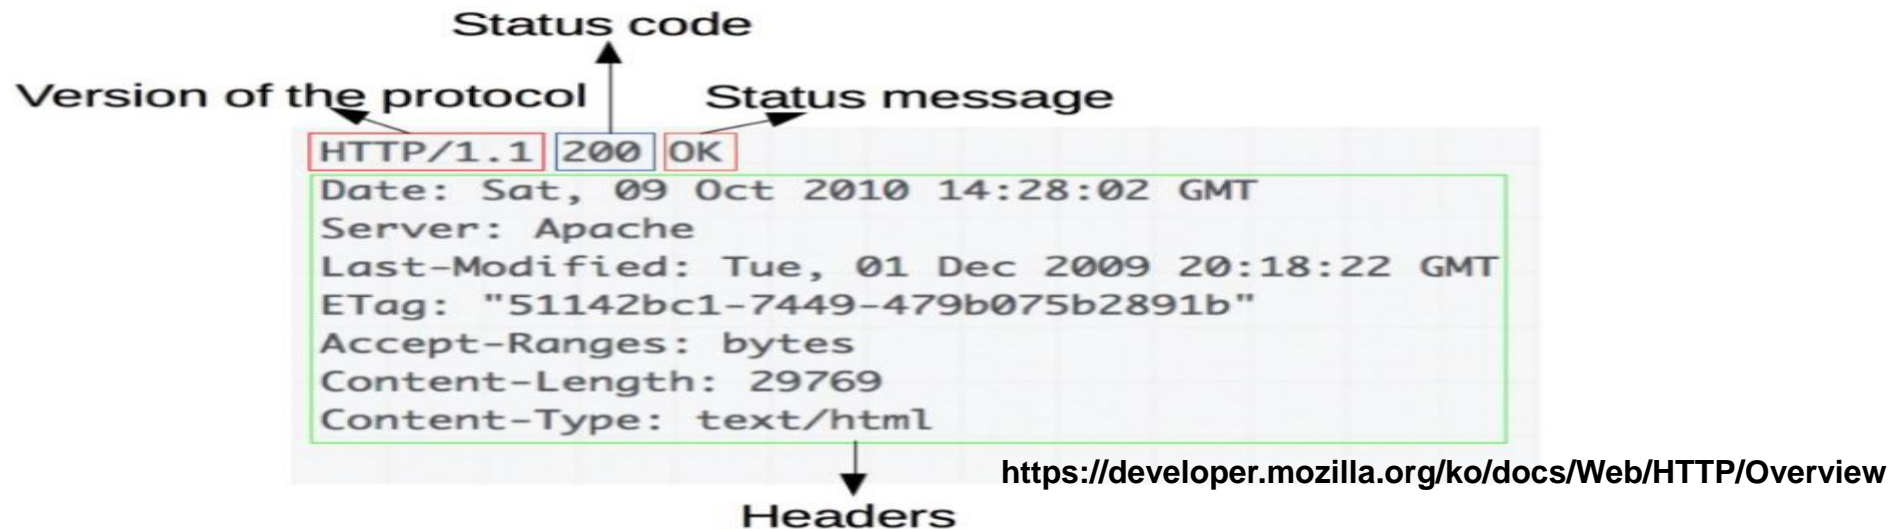 Status code
Version of the protocol
Status message
HTTP/1.1 200 OK
Date: Sat, 09 Oct 2010 14:28:02 GMT
Server: Apache
Last-Modified: Tue, 01 Dec 2009 20:18:22 GMT
ETag: "51142bc1-7449-479b075b2891b"
Accept-Ranges: bytes
Content-Length: 29769
Content-Type: text/html
https://developer.mozilla.org/ko/docs/Web/HTTP/Overview
Headers